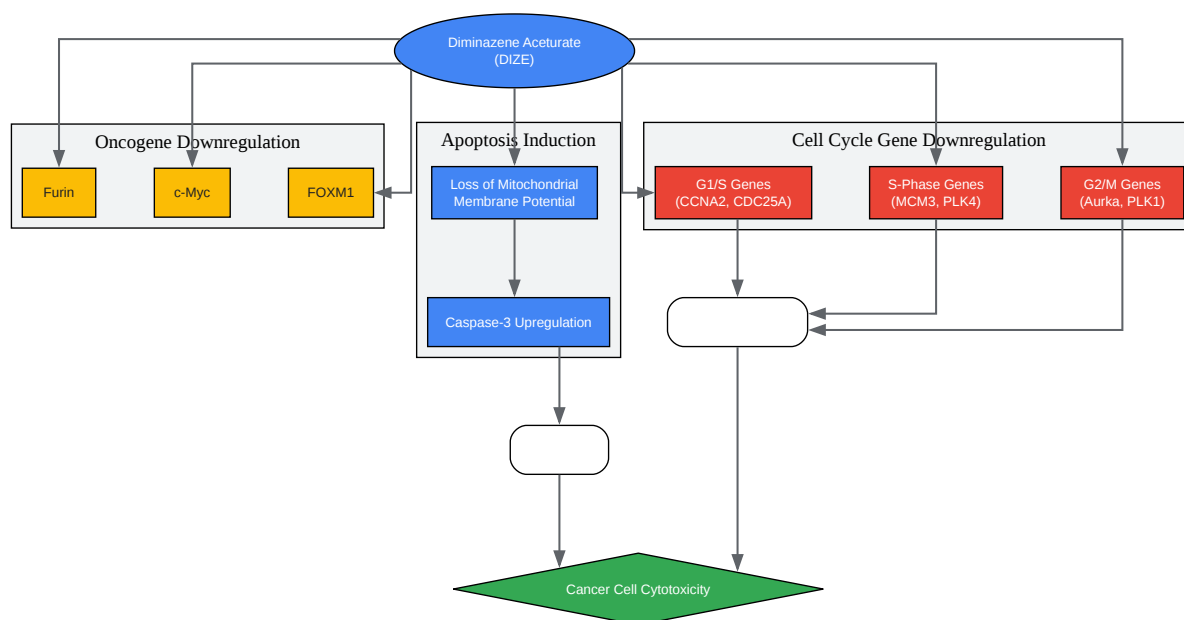 Diminazene Aceturate
(DIZE)
Oncogene Downregulation
Furin
c-Myc
FOXM1
Apoptosis Induction
Loss of Mitochondrial
Membrane Potential
Caspase-3 Upregulation
Cell Cycle Gene Downregulation
G1/S Genes
(CCNA2, CDC25A)
S-Phase Genes
(MCM3, PLK4)
G2/M Genes
(Aurka, PLK1)
Cancer Cell Cytotoxicity